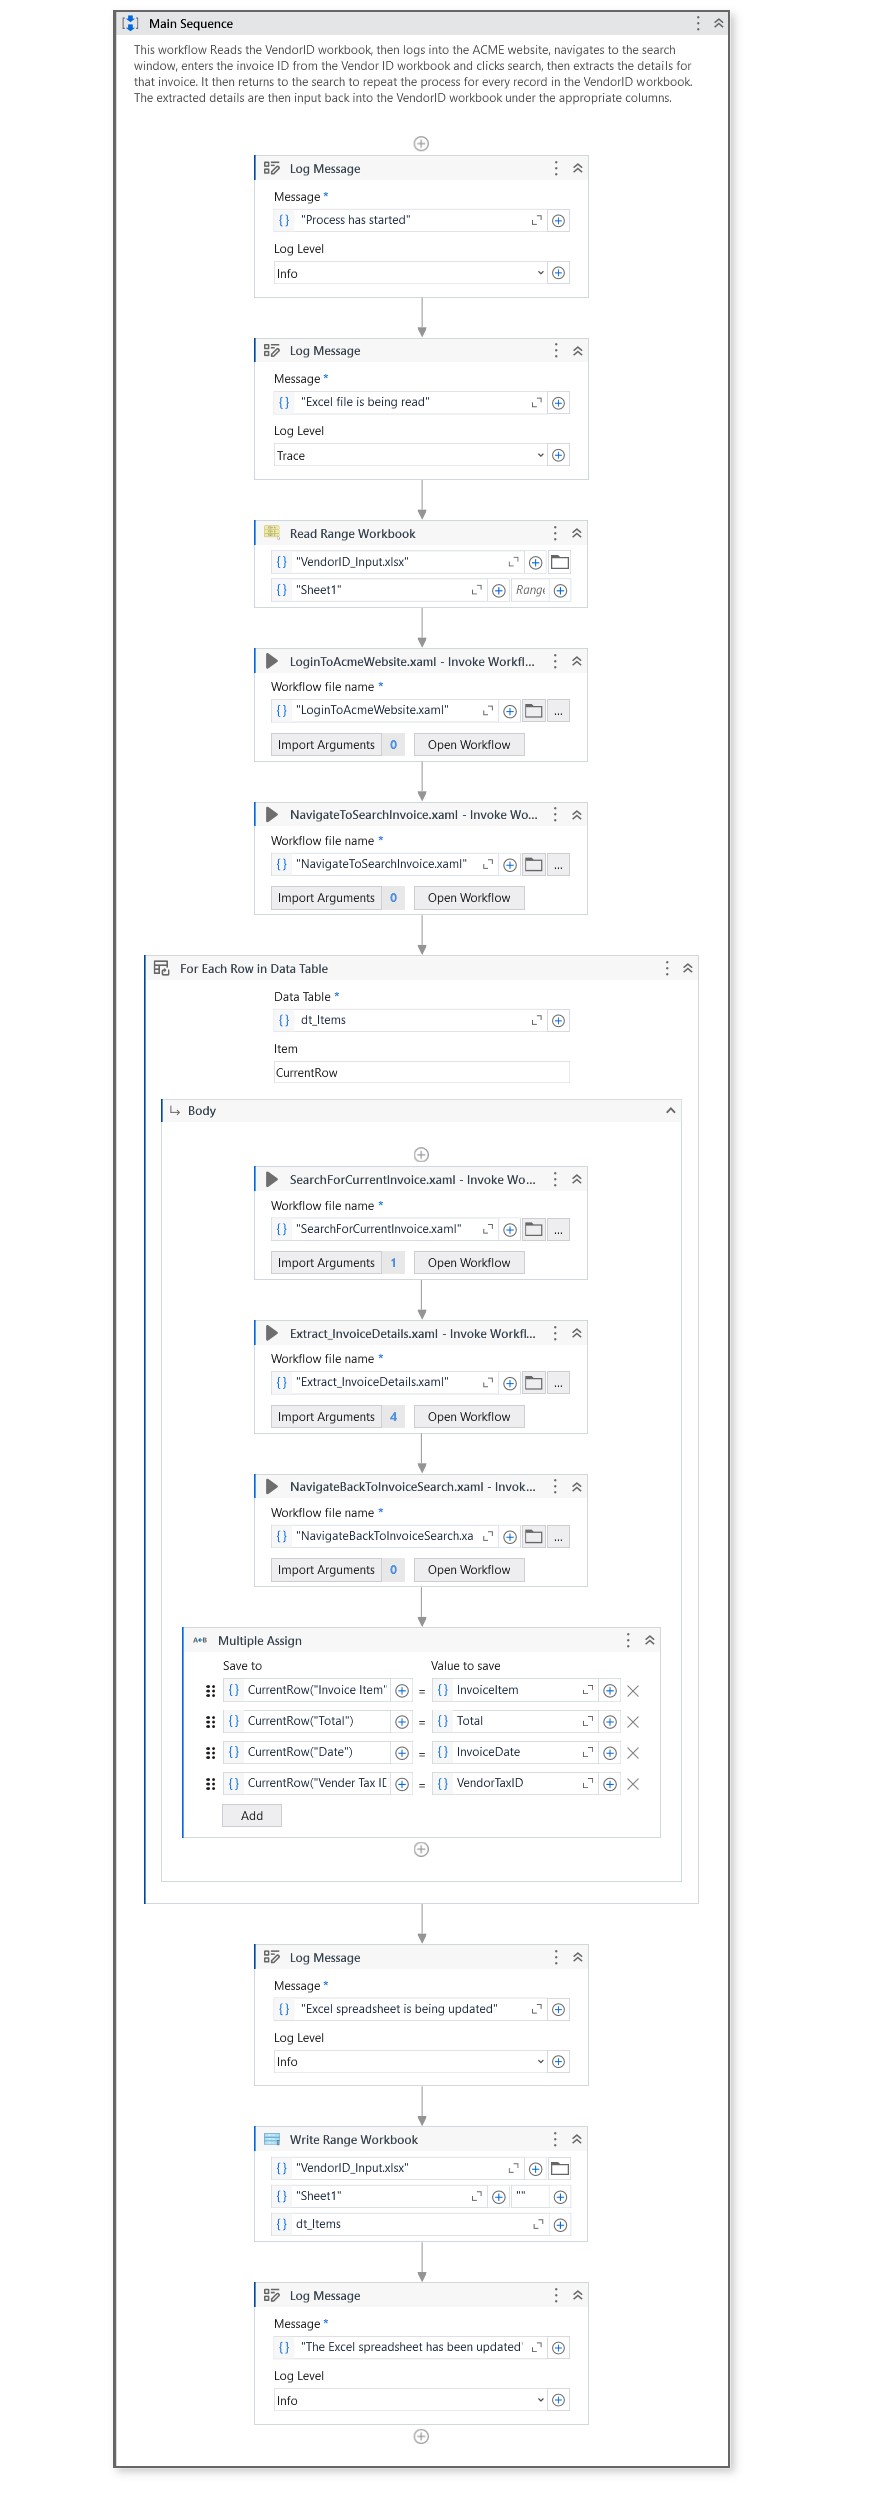 Main Sequence
This workflow Reads the VendorID workbook, then logs into the ACME website, navigates to the search
window, enters the invoice ID from the Vendor ID workbook and clicks search, then extracts the details for
that invoice. It then returns to the search to repeat the process for every record in the VendorID workbook.
The extracted details are then input back into the VendorID workbook under the appropriate columns.
Log Message
Message *
{} "Process has started"
Log Level
Info
Log Message
Message *
{} "Excel file is being read"
Log Level
Trace
Read Range Workbook
{} "VendorID_Input.xlsx"
{} "Sheet1" Range
LoginToAcmeWebsite.xaml - Invoke Workfl...
Workflow file name *
{} "LoginToAcmeWebsite.xaml" ...
Import Arguments 0 Open Workflow
NavigateToSearchInvoice.xaml - Invoke Wo...
Workflow file name *
{} "NavigateToSearchInvoice.xaml" ...
Import Arguments 0 Open Workflow
For Each Row in Data Table
Data Table *
{} dt_Items
Item
CurrentRow
Body
SearchForCurrentInvoice.xaml - Invoke Wo...
Workflow file name *
{} "SearchForCurrentInvoice.xaml" ...
Import Arguments 1 Open Workflow
Extract_InvoiceDetails.xaml - Invoke Workfl...
Workflow file name *
{} "Extract_InvoiceDetails.xaml" ...
Import Arguments 4 Open Workflow
NavigateBackToInvoiceSearch.xaml - Invok...
Workflow file name *
{} "NavigateBackToInvoiceSearch.xa ...
Import Arguments 0 Open Workflow
A+B Multiple Assign
Save to Value to save
{} CurrentRow("Invoice Item" = {} InvoiceItem
{} CurrentRow("Total") = {} Total
{} CurrentRow("Date") = {} InvoiceDate
{} CurrentRow("Vender Tax ID = {} VendorTaxID
Add
Log Message
Message *
{} "Excel spreadsheet is being updated"
Log Level
Info
Write Range Workbook
{} "VendorID_Input.xlsx"
{} "Sheet1" ""
{} dt_Items
Log Message
Message *
{} "The Excel spreadsheet has been updated"
Log Level
Info